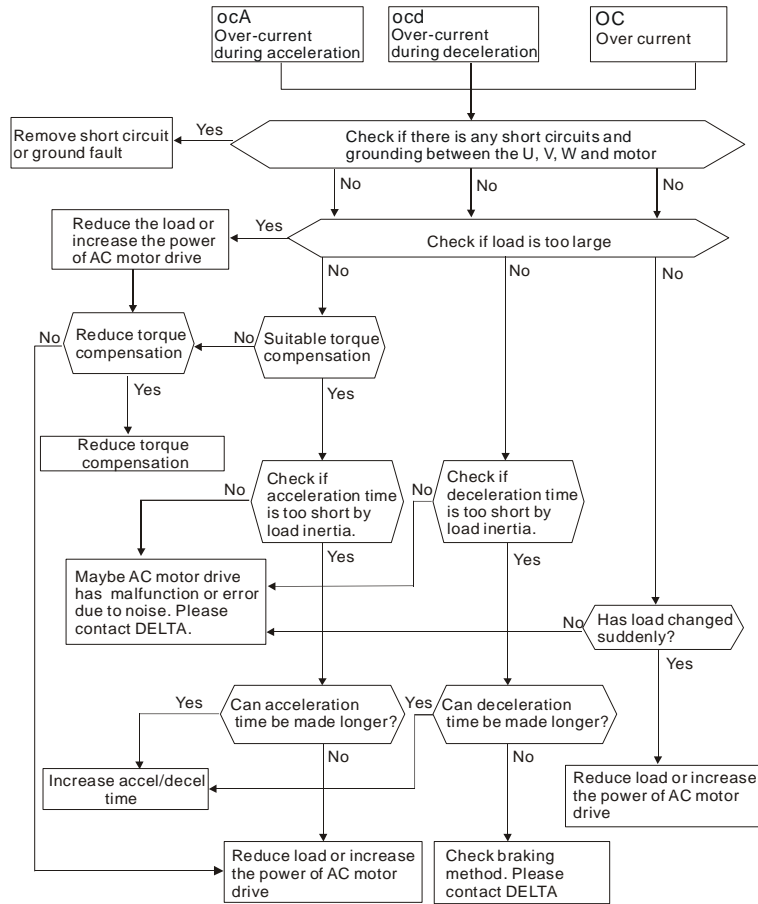 ocA
Over-current
during acceleration
ocd
Over-current
during deceleration
OC
Over current
Remove short circuit
or ground fault
Yes
Check if there is any short circuits and
grounding between the U, V, W and motor
No
No
No
Reduce the load or
increase the power
of AC motor drive
Yes
Check if load is too large
No
No
No
No
Reduce torque
compensation
No
Suitable torque
compensation
Yes
Yes
Reduce torque
compensation
No
Check if
acceleration time
is too short by
load inertia.
No
Check if
deceleration time
is too short by
load inertia.
Yes
Yes
Maybe AC motor drive
has malfunction or error
due to noise. Please
contact DELTA.
No
Has load changed
suddenly?
Yes
Yes
Can acceleration
time be made longer?
Yes
Can deceleration
time be made longer?
No
No
Increase accel/decel
time
Reduce load or increase
the power of AC motor
drive
Reduce load or increase
the power of AC motor
drive
Check braking
method. Please
contact DELTA